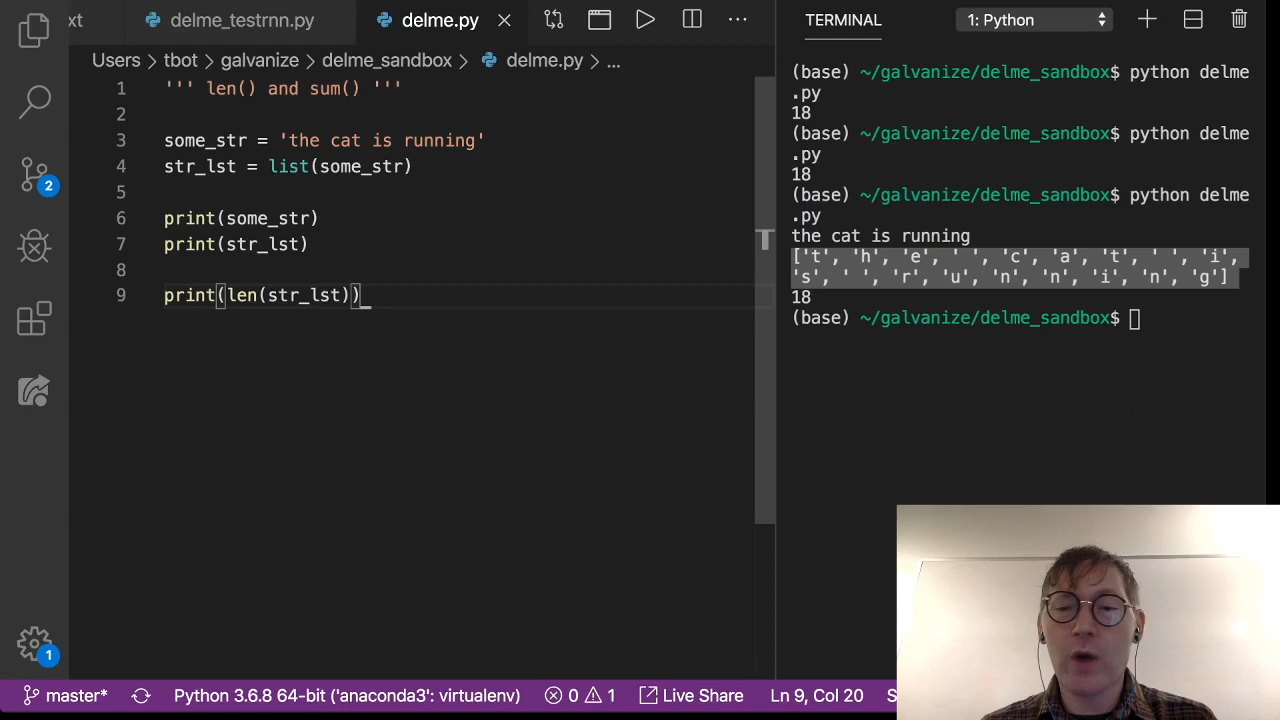 xt
delme_testrnn.py
delme.py
Users > tbot > galvanize > delme_sandbox > delme.py > ...
1 ''' len() and sum() '''
2
3 some_str = 'the cat is running'
4 str_lst = list(some_str)
5
6 print(some_str)
7 print(str_lst)
8
9 print(len(str_lst))
TERMINAL
1: Python
(base) ~/galvanize/delme_sandbox$ python delme
.py
18
(base) ~/galvanize/delme_sandbox$ python delme
.py
18
(base) ~/galvanize/delme_sandbox$ python delme
.py
the cat is running
['t', 'h', 'e', ' ', 'c', 'a', 't', ' ', 'i',
's', ' ', 'r', 'u', 'n', 'n', 'i', 'n', 'g']
18
(base) ~/galvanize/delme_sandbox$
2
1
master* Python 3.6.8 64-bit ('anaconda3': virtualenv) 0 1 Live Share Ln 9, Col 20 S